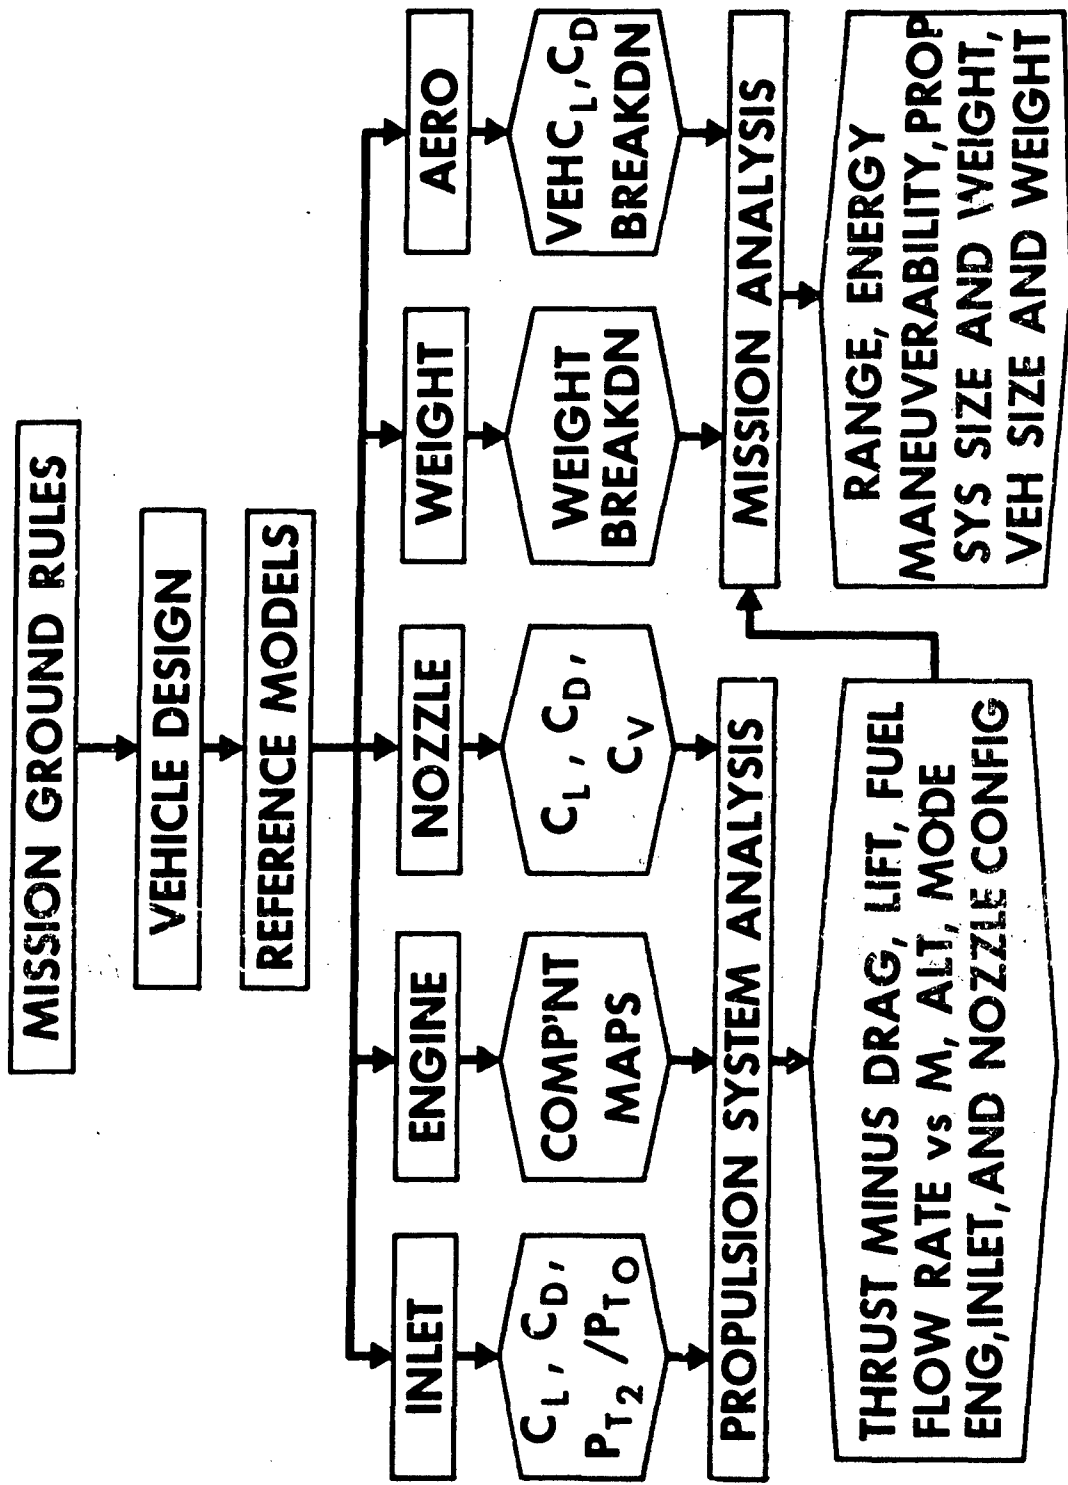 MISSION GROUND RULES
VEHICLE DESIGN
REFERENCE MODELS
INLET
ENGINE
NOZZLE
WEIGHT
AERO
C_L, C_D,
P_T_2/P_T_O
COMP'NT
MAPS
C_L, C_D,
C_V
WEIGHT
BREAKDN
VEHC_L, C_D
BREAKDN
PROPULSION SYSTEM ANALYSIS
MISSION ANALYSIS
THRUST MINUS DRAG, LIFT, FUEL
FLOW RATE vs M, ALT, MODE
ENG, INLET, AND NOZZLE CONFIG
RANGE, ENERGY
MANEUVERABILITY, PROP
SYS SIZE AND WEIGHT,
VEH SIZE AND WEIGHT